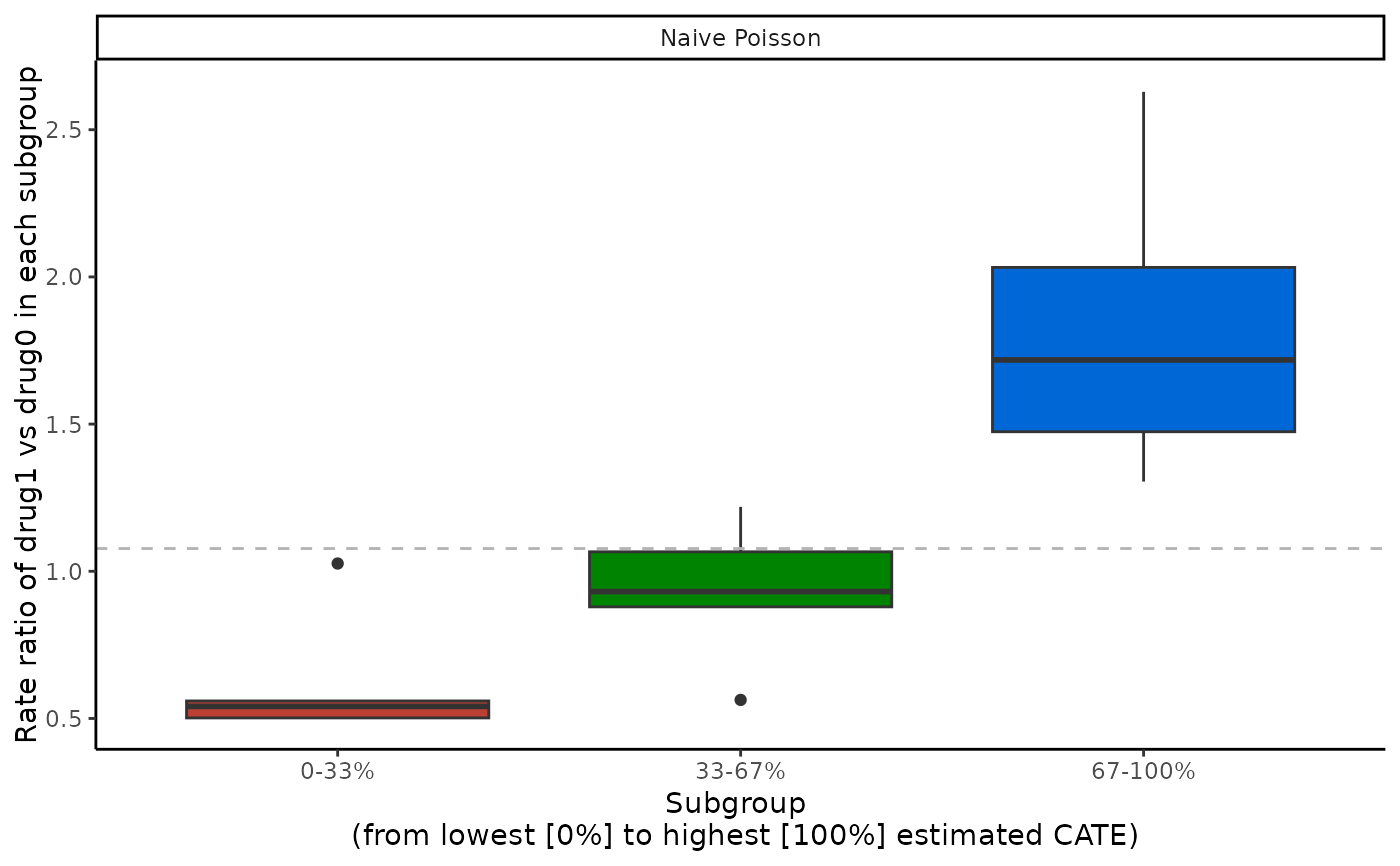 Naive Poisson
Rate ratio of drug1 vs drug0 in each subgroup
2.5
2.0
1.5
1.0
0.5
0-33%
33-67%
67-100%
Subgroup
(from lowest [0%] to highest [100%] estimated CATE)